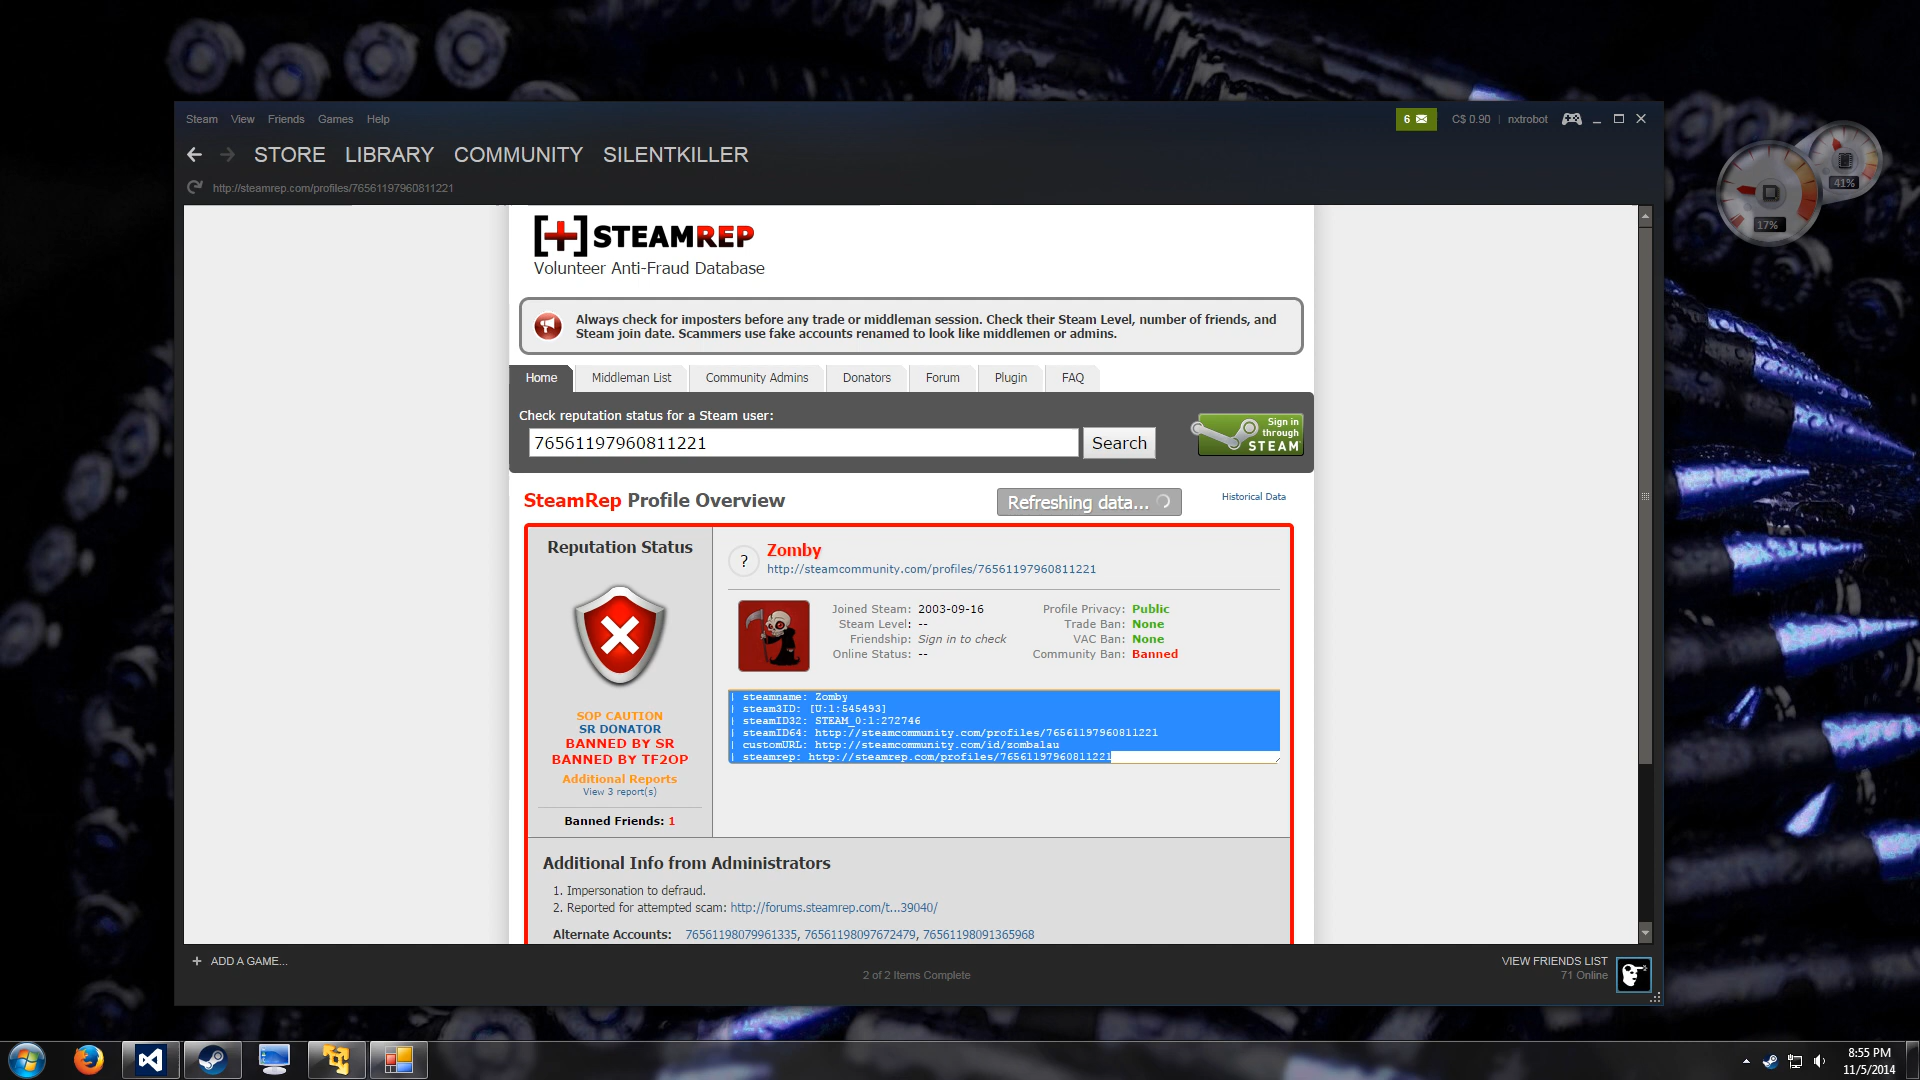 Steam View Friends Games Help
6 C$ 0.90 | nxtrobot
STORE LIBRARY COMMUNITY SILENTKILLER
http://steamrep.com/profiles/76561197960811221
41%
17%
[+] STEAMREP
Volunteer Anti-Fraud Database
Always check for imposters before any trade or middleman session. Check their Steam Level, number of friends, and
Steam join date. Scammers use fake accounts renamed to look like middlemen or admins.
Home Middleman List Community Admins Donators Forum Plugin FAQ
Check reputation status for a Steam user:
76561197960811221 Search
Sign in
through
STEAM
SteamRep Profile Overview
Refreshing data...
Historical Data
Reputation Status
SOP CAUTION
SR DONATOR
BANNED BY SR
BANNED BY TF2OP
Additional Reports
View 3 report(s)
Banned Friends: 1
? Zomby
http://steamcommunity.com/profiles/76561197960811221
Joined Steam: 2003-09-16 Profile Privacy: Public
Steam Level: -- Trade Ban: None
Friendship: Sign in to check VAC Ban: None
Online Status: -- Community Ban: Banned
| steamname: Zomby
| steam3ID: [U:1:545493]
| steamID32: STEAM_0:1:272746
| steamID64: http://steamcommunity.com/profiles/76561197960811221
| customURL: http://steamcommunity.com/id/zombalau
| steamrep: http://steamrep.com/profiles/76561197960811221
Additional Info from Administrators
1. Impersonation to defraud.
2. Reported for attempted scam: http://forums.steamrep.com/t...39040/
Alternate Accounts: 76561198079961335, 76561198097672479, 76561198091365968
+ ADD A GAME...
2 of 2 Items Complete
VIEW FRIENDS LIST
71 Online
8:55 PM
11/5/2014